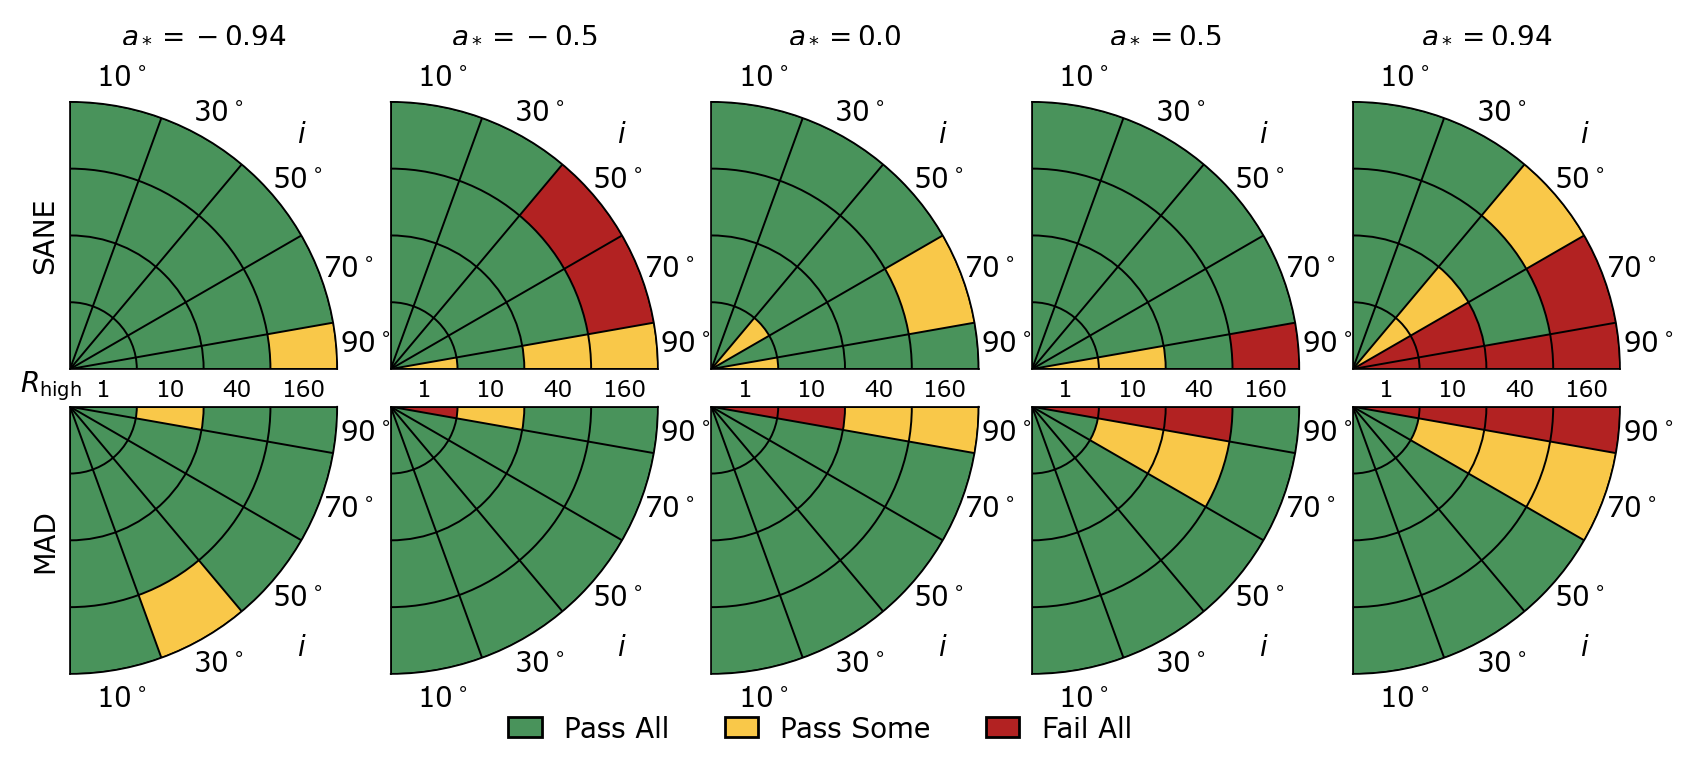 a* = −0.94 a* = −0.5 a* = 0.0 a* = 0.5 a* = 0.94
10° 10° 10° 10° 10°
30° 30° 30° 30° 30°
i i i i i
50° 50° 50° 50° 50°
SANE
70° 70° 70° 70° 70°
90° 90° 90° 90° 90°
R_high 1 10 40 160 1 10 40 160 1 10 40 160 1 10 40 160 1 10 40 160
90° 90° 90° 90° 90°
70° 70° 70° 70° 70°
MAD
50° 50° 50° 50° 50°
i i i i i
30° 30° 30° 30° 30°
10° 10° 10° 10° 10°
Pass All Pass Some Fail All